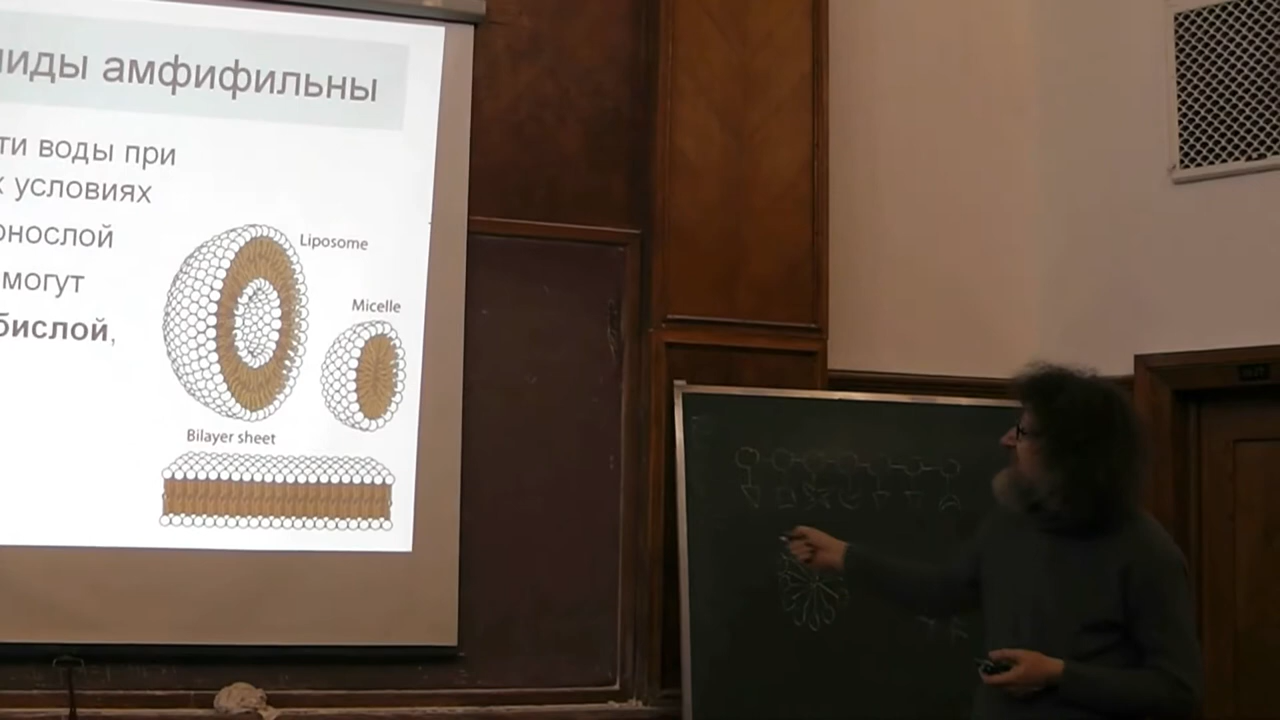 иды амфифильны
ти воды при
х условиях
онослой
могут
бислой,
Liposome
Micelle
Bilayer sheet